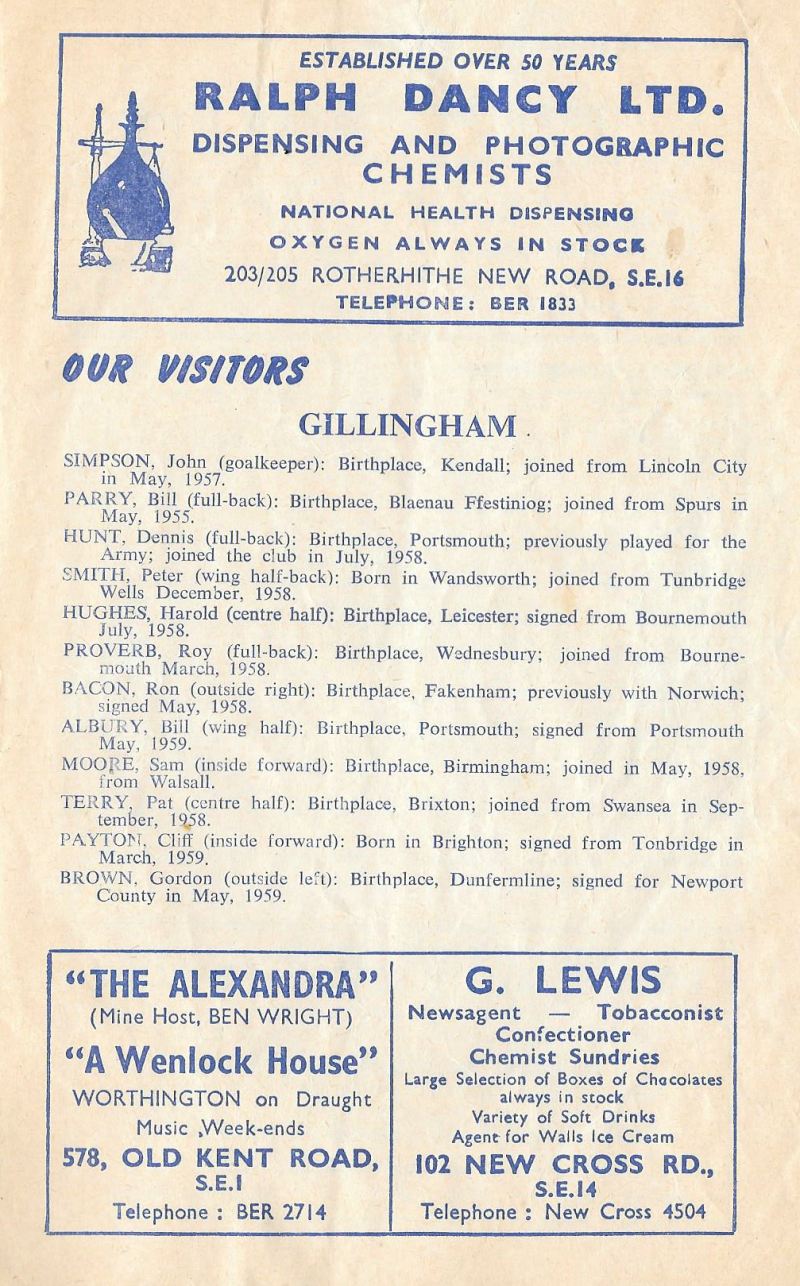 ESTABLISHED OVER 50 YEARS
RALPH DANCY LTD.
DISPENSING AND PHOTOGRAPHIC
CHEMISTS
NATIONAL HEALTH DISPENSING
OXYGEN ALWAYS IN STOCK
203/205 ROTHERHITHE NEW ROAD, S.E.16
TELEPHONE: BER 1833
OUR VISITORS
GILLINGHAM .
SIMPSON, John (goalkeeper): Birthplace, Kendall; joined from Lincoln City
in May, 1957.
PARRY, Bill (full-back): Birthplace, Blaenau Ffestiniog; joined from Spurs in
May, 1955.
HUNT, Dennis (full-back): Birthplace, Portsmouth; previously played for the
Army; joined the club in July, 1958.
SMITH, Peter (wing half-back): Born in Wandsworth; joined from Tunbridge
Wells December, 1958.
HUGHES, Harold (centre half): Birthplace, Leicester; signed from Bournemouth
July, 1958.
PROVERB, Roy (full-back): Birthplace, Wednesbury; joined from Bourne-
mouth March, 1958.
BACON, Ron (outside right): Birthplace, Fakenham; previously with Norwich;
signed May, 1958.
ALBURY, Bill (wing half): Birthplace, Portsmouth; signed from Portsmouth
May, 1959.
MOORE, Sam (inside forward): Birthplace, Birmingham; joined in May, 1958,
from Walsall.
TERRY, Pat (centre half): Birthplace, Brixton; joined from Swansea in Sep-
tember, 1958.
PAYTON, Cliff (inside forward): Born in Brighton; signed from Tonbridge in
March, 1959.
BROWN, Gordon (outside left): Birthplace, Dunfermline; signed for Newport
County in May, 1959.
"THE ALEXANDRA"
(Mine Host, BEN WRIGHT)
"A Wenlock House"
WORTHINGTON on Draught
Music Week-ends
578, OLD KENT ROAD,
S.E.1
Telephone : BER 2714
G. LEWIS
Newsagent — Tobacconist
Confectioner
Chemist Sundries
Large Selection of Boxes of Chocolates
always in stock
Variety of Soft Drinks
Agent for Walls Ice Cream
102 NEW CROSS RD.,
S.E.14
Telephone : New Cross 4504